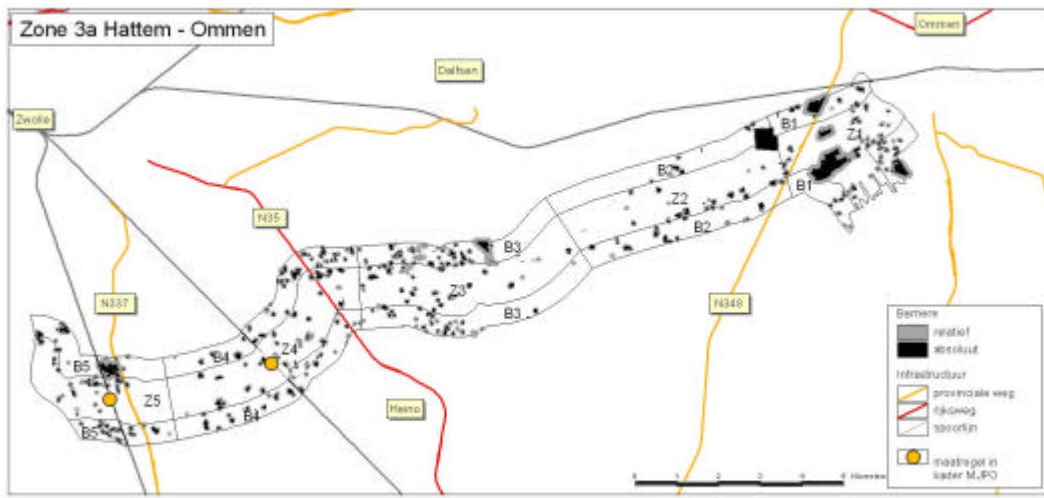 Zone 3a Hattem - Ommen
Ommen
Dalfsen
Zwolle
B1
Z1
B2
B1
Z2
N35
B2
B3
Z3
N337
B3
N348
B4
Z4
B5
Z5
Heino
B4
B5
Barriere
relatief
absoluut
Infrastructuur
provinciale weg
rijksweg
spoorlijn
maatregel in
kader MJPO
0